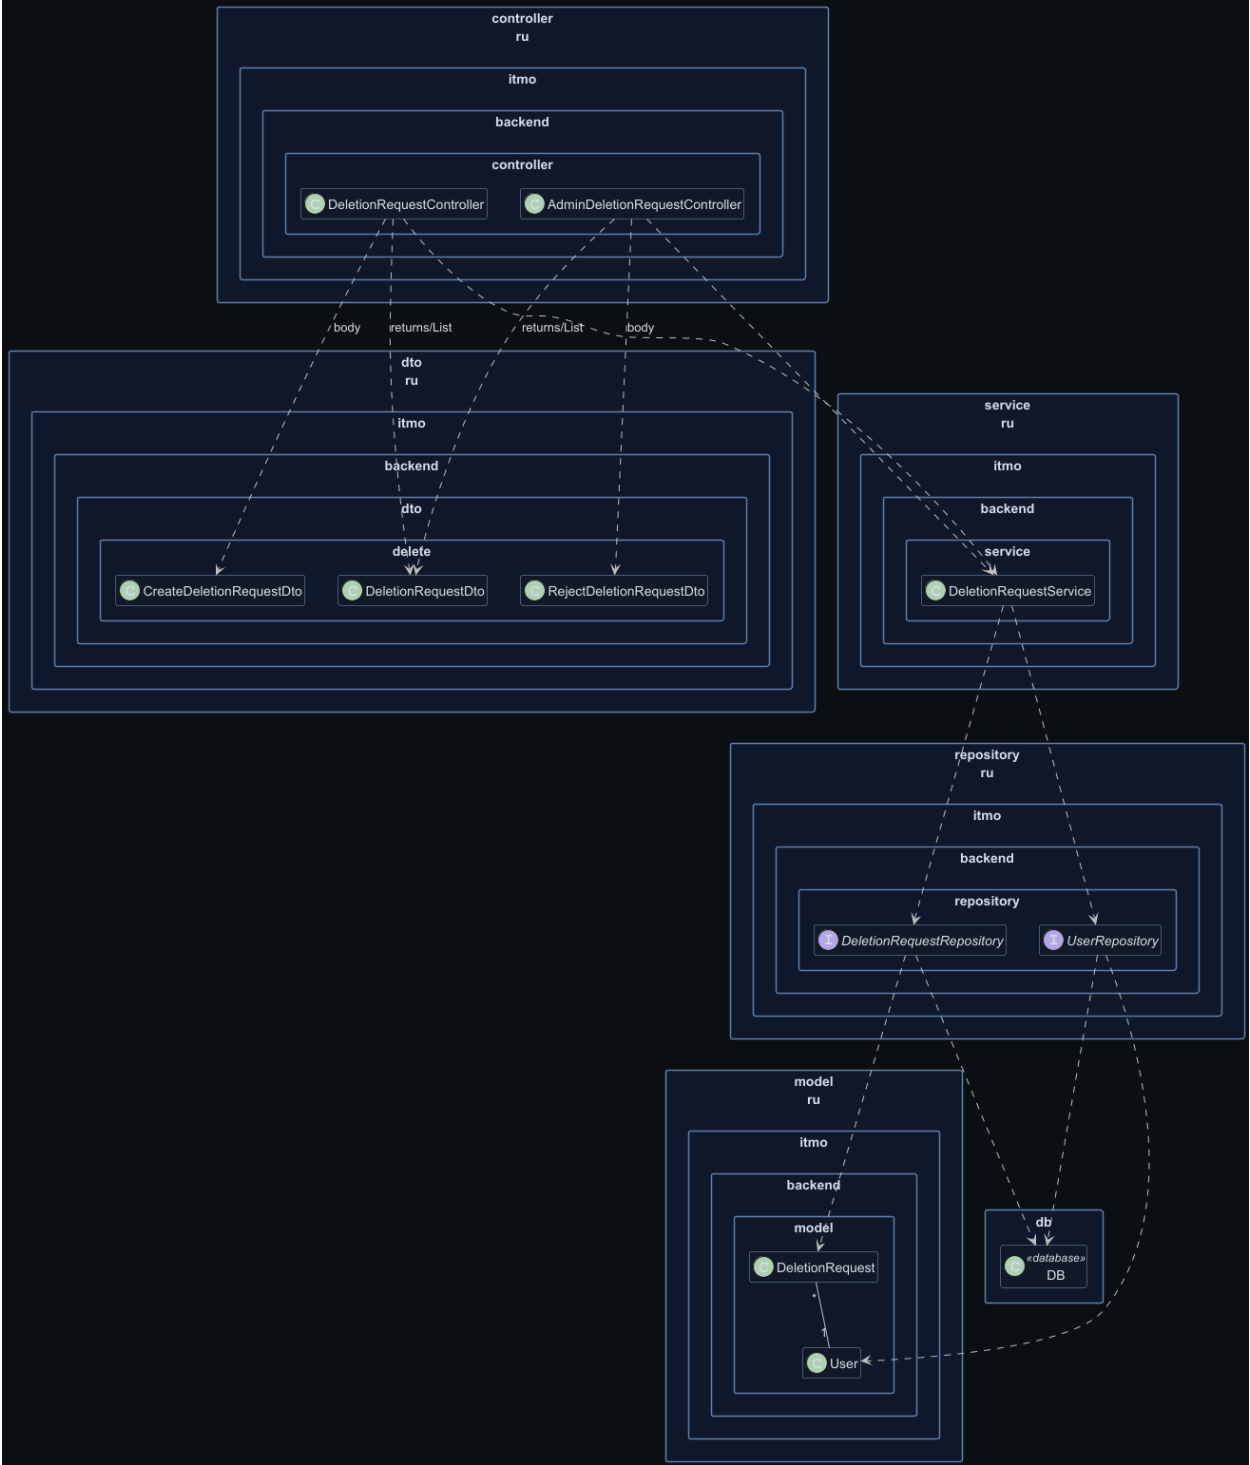 controller
ru
itmo
backend
controller
C DeletionRequestController
C AdminDeletionRequestController
body
returns/List
returns/List
body
dto
ru
itmo
backend
dto
delete
C CreateDeletionRequestDto
C DeletionRequestDto
C RejectDeletionRequestDto
service
ru
itmo
backend
service
C DeletionRequestService
repository
ru
itmo
backend
repository
I DeletionRequestRepository
I UserRepository
model
ru
itmo
backend
model
C DeletionRequest
*
1
C User
db
C «database»
DB